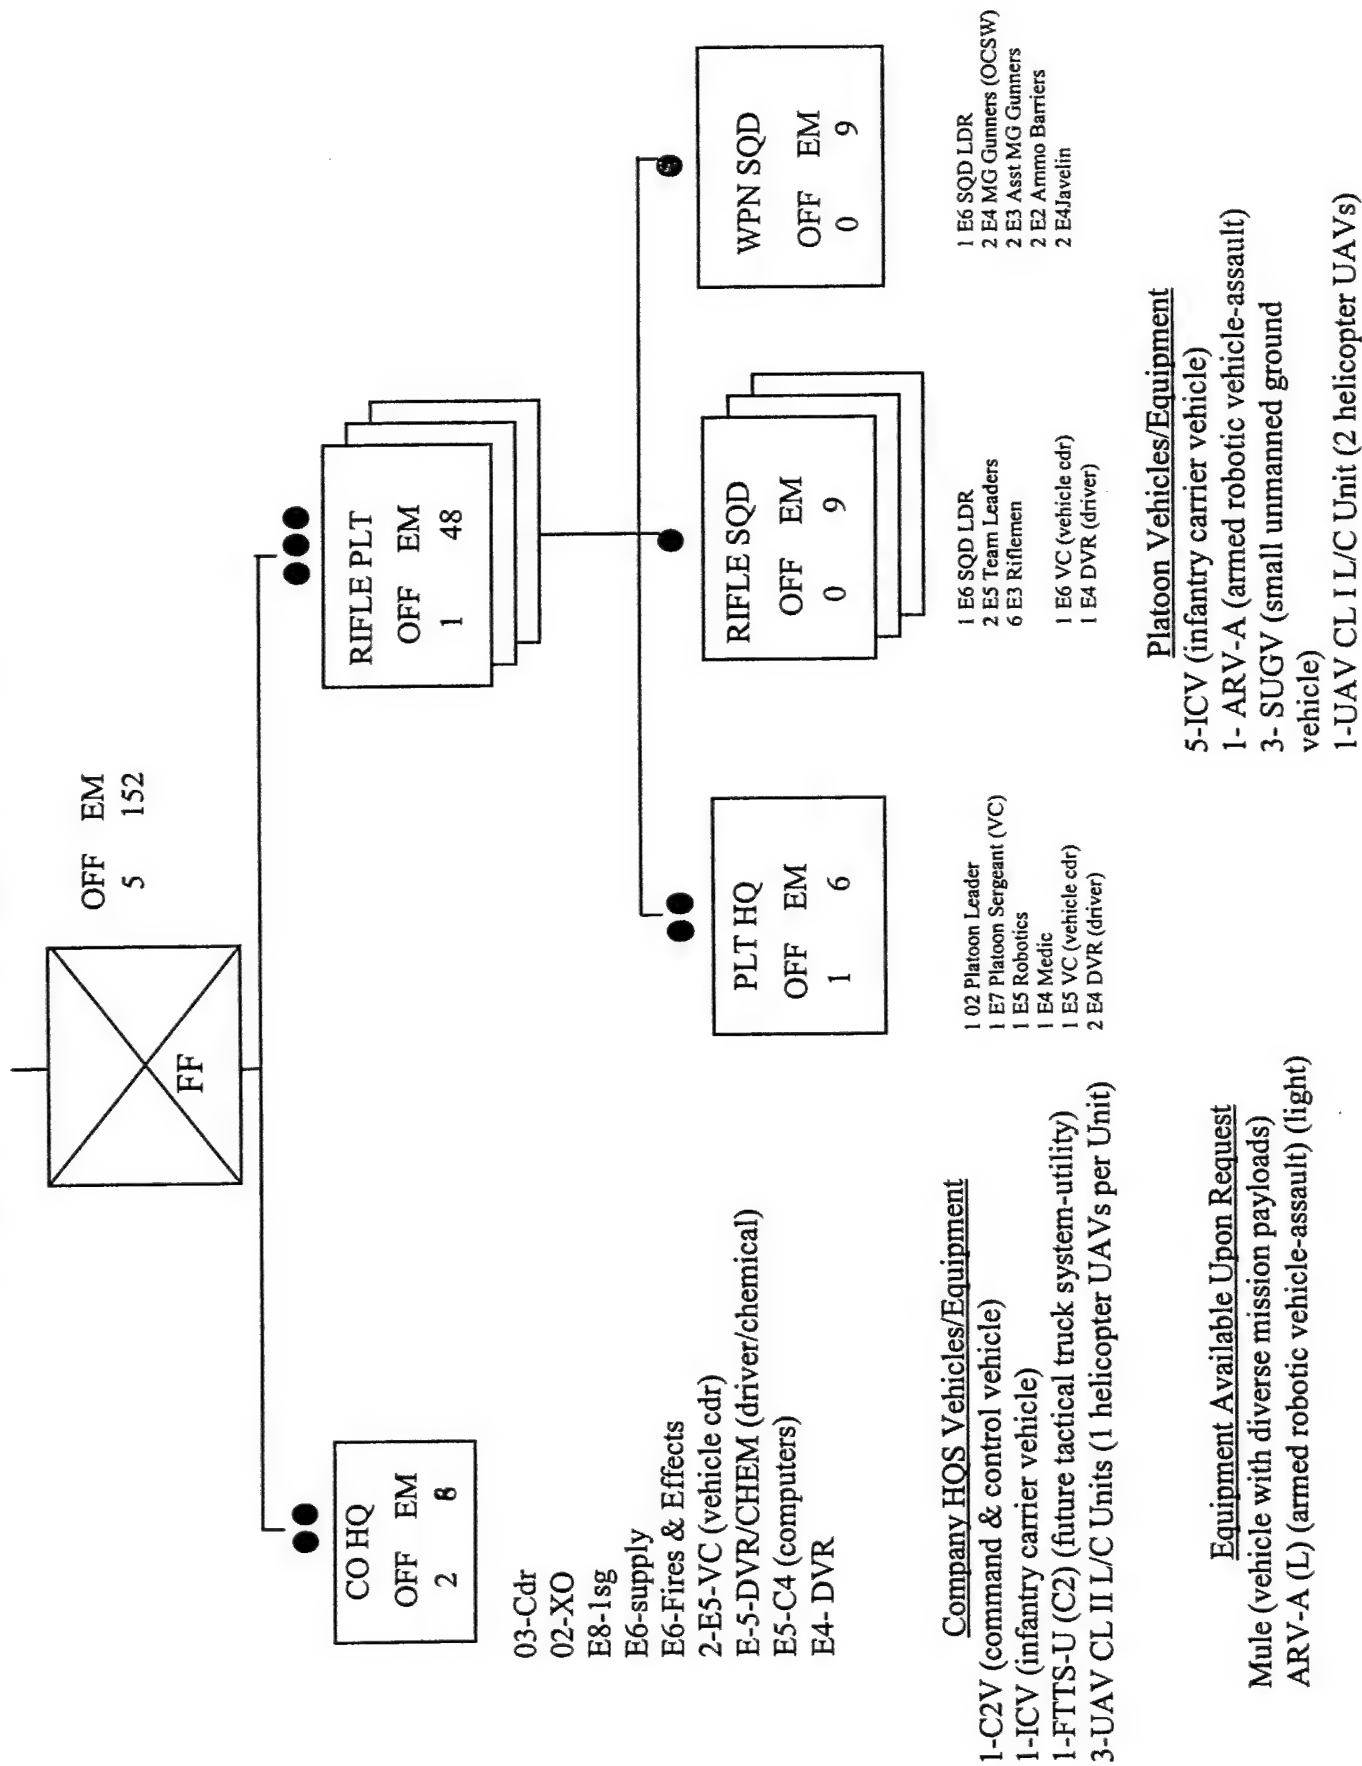 FF
OFF EM
5 152
CO HQ
OFF EM
2 8
03-Cdr
02-XO
E8-1sg
E6-supply
E6-Fires & Effects
2-E5-VC (vehicle cdr)
E-5-DVR/CHEM (driver/chemical)
E5-C4 (computers)
E4- DVR
RIFLE PLT
OFF EM
1 48
PLT HQ
OFF EM
1 6
1 02 Platoon Leader
1 E7 Platoon Sergeant (VC)
1 E5 Robotics
1 E4 Medic
1 E5 VC (vehicle cdr)
2 E4 DVR (driver)
RIFLE SQD
OFF EM
0 9
1 E6 SQD LDR
2 E5 Team Leaders
6 E3 Riflemen
1 E6 VC (vehicle cdr)
1 E4 DVR (driver)
WPN SQD
OFF EM
0 9
1 E6 SQD LDR
2 E4 MG Gunners (OCSW)
2 E3 Asst MG Gunners
2 E2 Ammo Barriers
2 E4Javelin
Company HQS Vehicles/Equipment
1-C2V (command & control vehicle)
1-ICV (infantry carrier vehicle)
1-FTTS-U (C2) (future tactical truck system-utility)
3-UAV CL II L/C Units (1 helicopter UAVs per Unit)
Platoon Vehicles/Equipment
5-ICV (infantry carrier vehicle)
1- ARV-A (armed robotic vehicle-assault)
3- SUGV (small unmanned ground
vehicle)
1-UAV CL I L/C Unit (2 helicopter UAVs)
Equipment Available Upon Request
Mule (vehicle with diverse mission payloads)
ARV-A (L) (armed robotic vehicle-assault) (light)